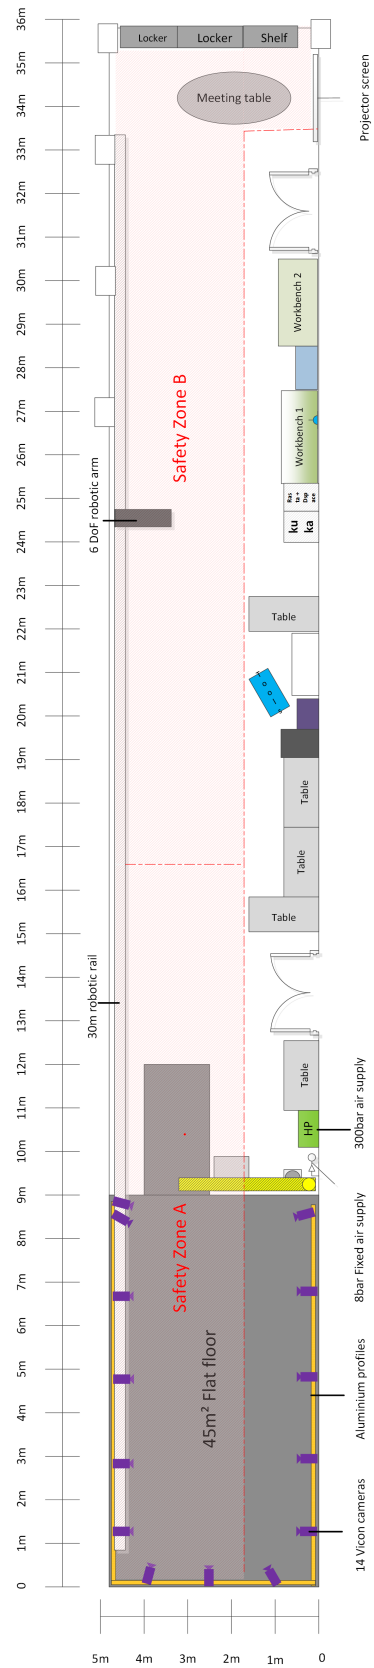 36m
35m
34m
33m
32m
31m
30m
29m
28m
27m
26m
25m
24m
23m
22m
21m
20m
19m
18m
17m
16m
15m
14m
13m
12m
11m
10m
9m
8m
7m
6m
5m
4m
3m
2m
1m
0
5m 4m 3m 2m 1m 0
Locker Locker Shelf
Meeting table
Projector screen
Workbench 2
Workbench 1
Safety Zone B
6 DoF robotic arm
ku
ka
Table
Table
Table
Table
30m robotic rail
Table
HP
300bar air supply
8bar Fixed air supply
Safety Zone A
45m² Flat floor
Aluminium profiles
14 Vicon cameras